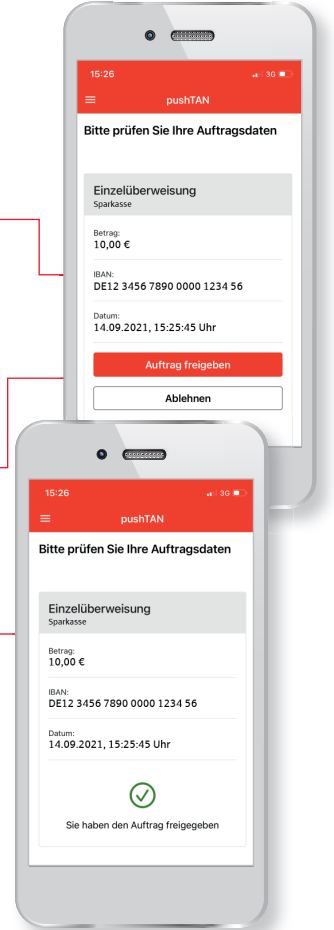 15:26
3G
pushTAN
Bitte prüfen Sie Ihre Auftragsdaten
Einzelüberweisung
Sparkasse
Betrag:
10,00 €
IBAN:
DE12 3456 7890 0000 1234 56
Datum:
14.09.2021, 15:25:45 Uhr
Auftrag freigeben
Ablehnen
15:26
3G
pushTAN
Bitte prüfen Sie Ihre Auftragsdaten
Einzelüberweisung
Sparkasse
Betrag:
10,00 €
IBAN:
DE12 3456 7890 0000 1234 56
Datum:
14.09.2021, 15:25:45 Uhr
Sie haben den Auftrag freigegeben